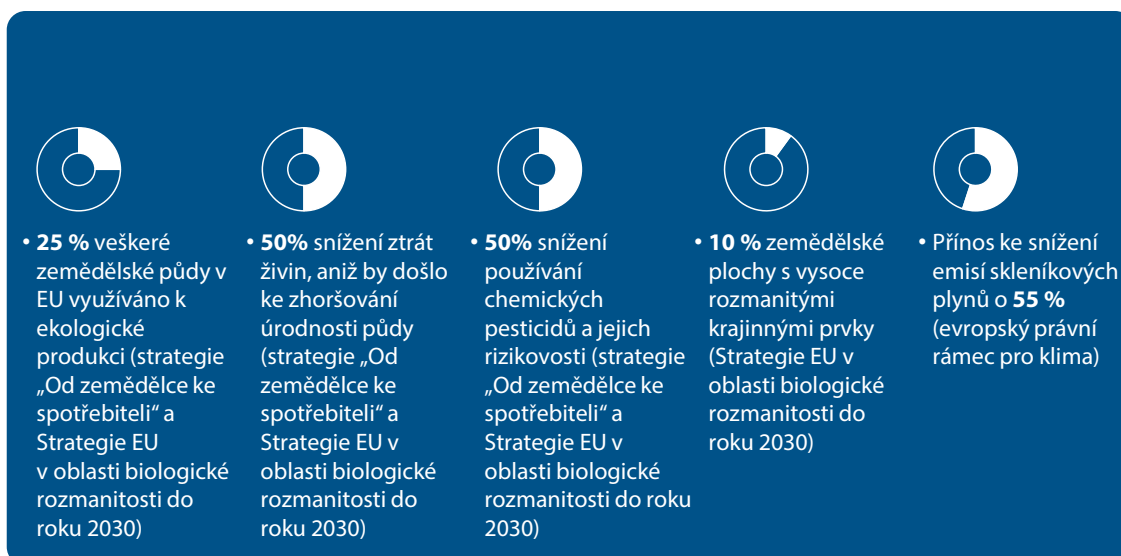 • 25 % veškeré
zemědělské půdy v
EU využíváno k
ekologické
produkci (strategie
„Od zemědělce ke
spotřebiteli“ a
Strategie EU
v oblasti biologické
rozmanitosti do
roku 2030)
• 50% snížení ztrát
živin, aniž by došlo
ke zhoršování
úrodnosti půdy
(strategie „Od
zemědělce ke
spotřebiteli“ a
Strategie EU v
oblasti biologické
rozmanitosti do
roku 2030)
• 50% snížení
používání
chemických
pesticidů a jejich
rizikovosti (strategie
„Od zemědělce ke
spotřebiteli“ a
Strategie EU v
oblasti biologické
rozmanitosti do roku
2030)
• 10 % zemědělské
plochy s vysoce
rozmanitými
krajinnými prvky
(Strategie EU v
oblasti biologické
rozmanitosti do
roku 2030)
• Přínos ke snížení
emisí skleníkových
plynů o 55 %
(evropský právní
rámec pro klima)